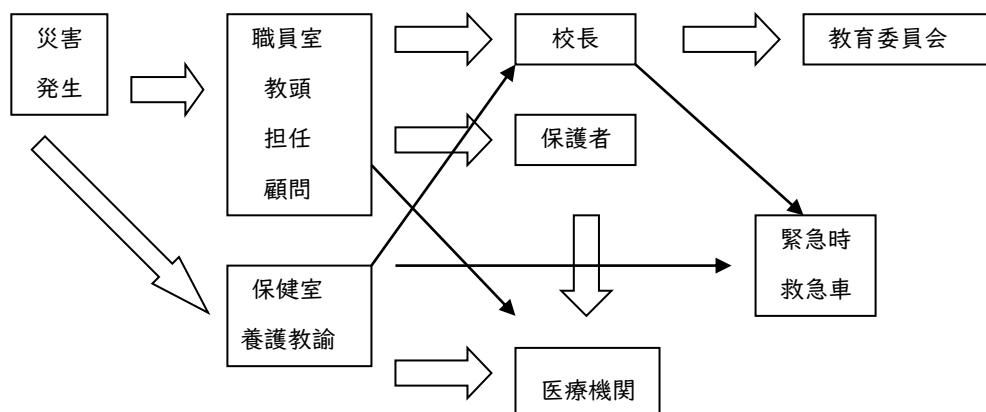 災害
発生
職員室
教頭
担任
顧問
校長
教育委員会
保護者
緊急時
救急車
保健室
養護教諭
医療機関